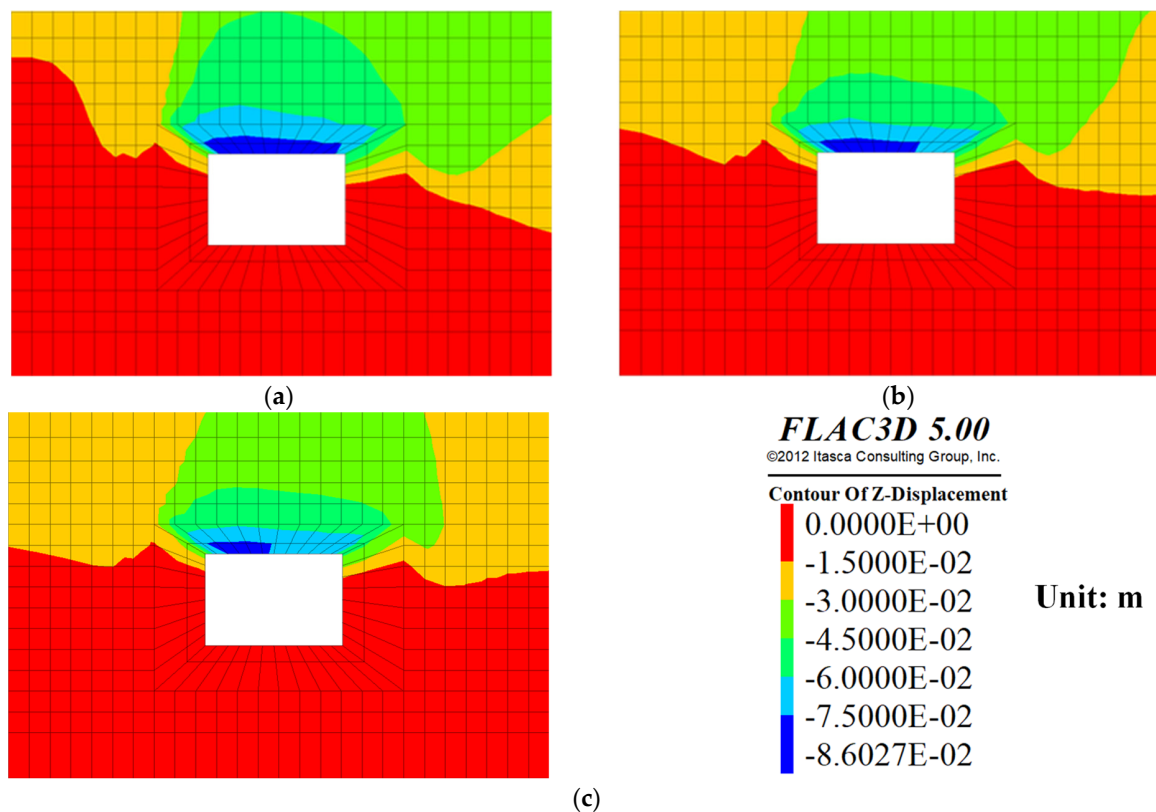 (a)
(b)
FLAC3D 5.00
©2012 Itasca Consulting Group, Inc.
Contour Of Z-Displacement
0.0000E+00
-1.5000E-02
-3.0000E-02
-4.5000E-02
-6.0000E-02
-7.5000E-02
-8.6027E-02
Unit: m
(c)